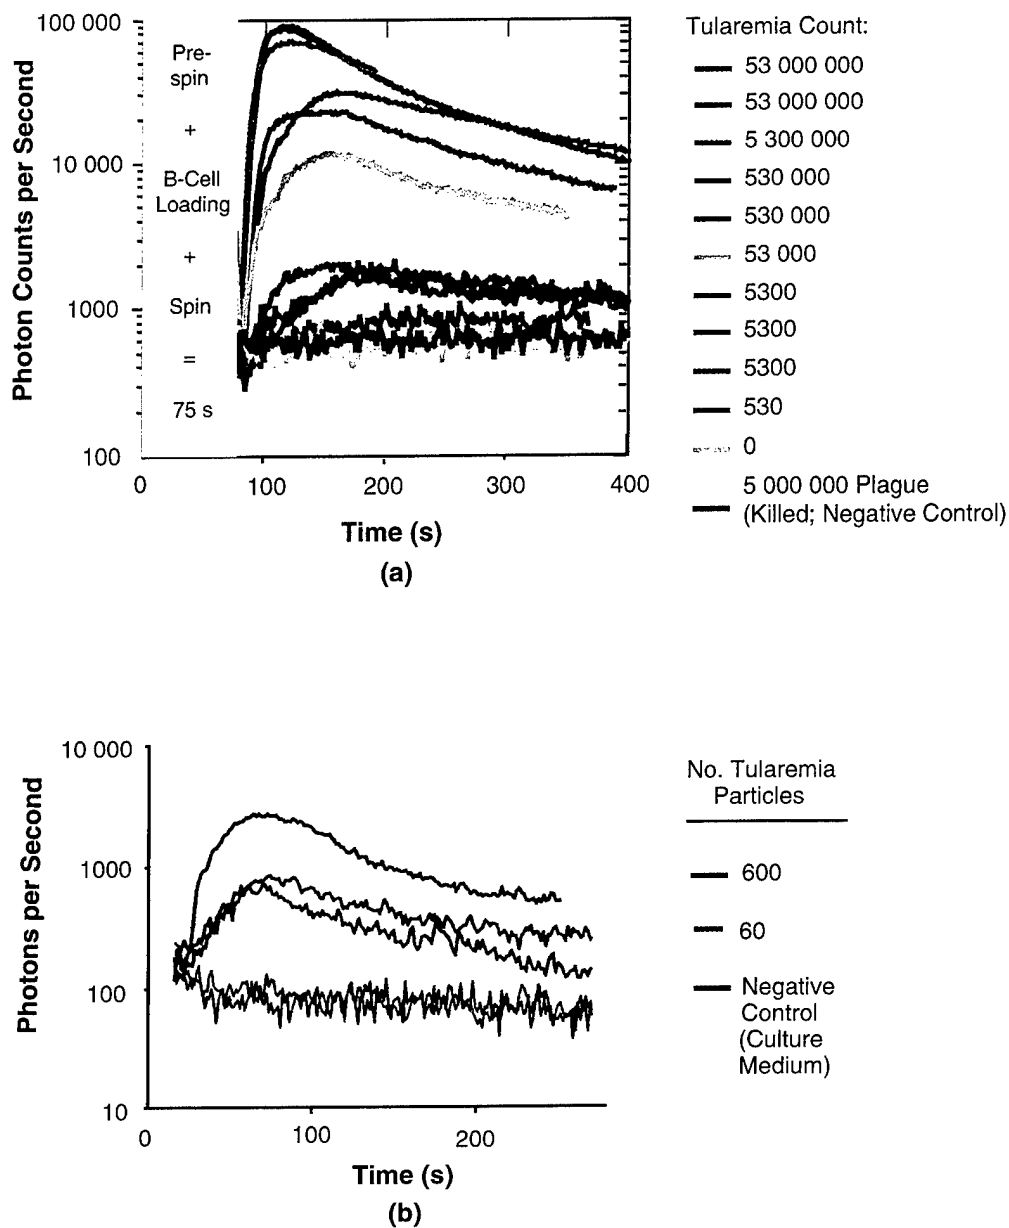 Photon Counts per Second
100 000
10 000
1000
100
Pre-
spin
+
B-Cell
Loading
+
Spin
=
75 s
0
100
200
300
400
Time (s)
(a)
Tularemia Count:
53 000 000
53 000 000
5 300 000
530 000
530 000
53 000
5300
5300
5300
530
0
5 000 000 Plague
(Killed; Negative Control)
Photons per Second
10 000
1000
100
10
0
100
200
Time (s)
(b)
No. Tularemia
Particles
600
60
Negative
Control
(Culture
Medium)